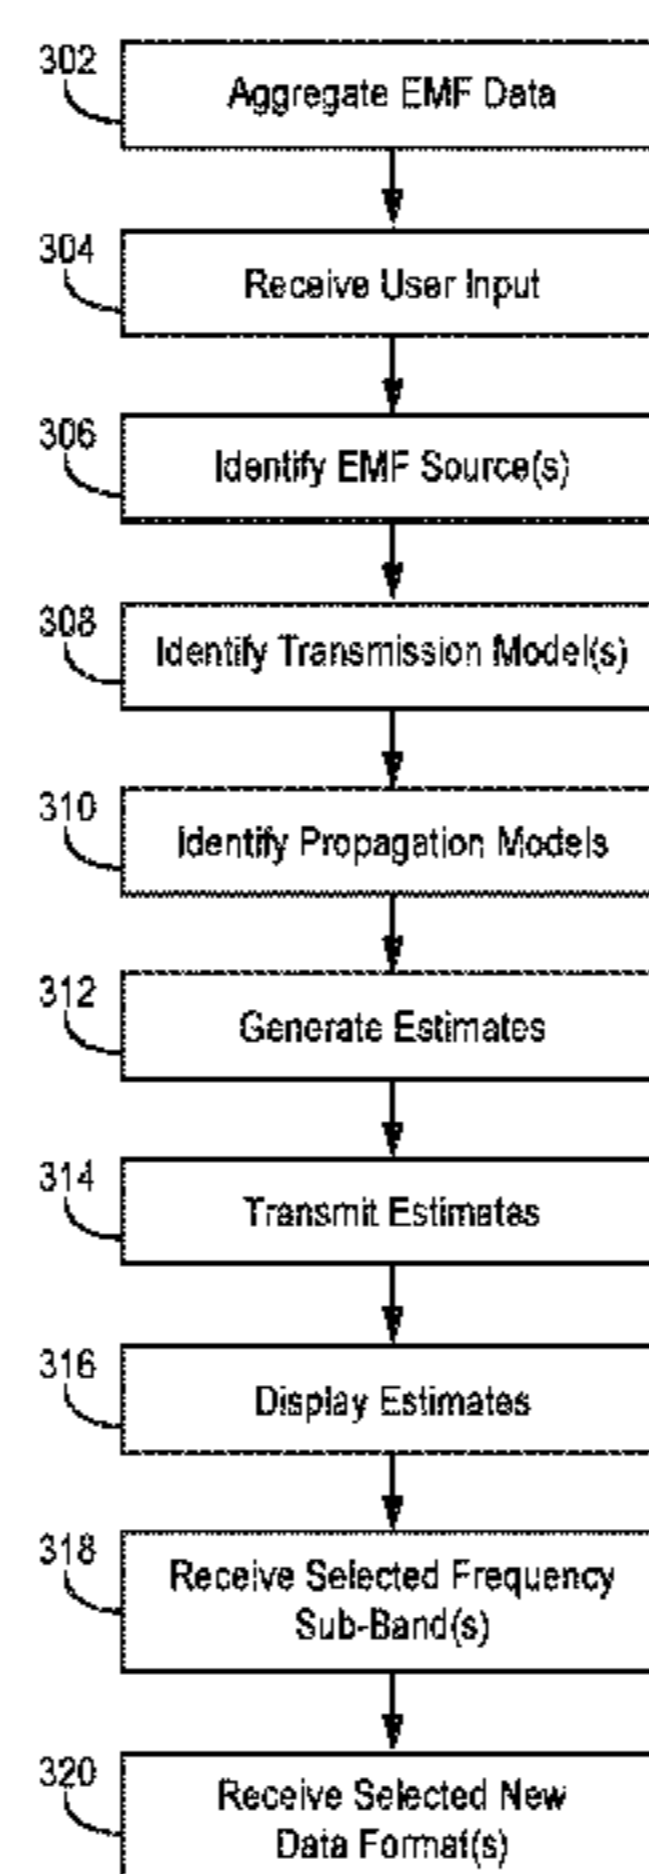 302
Aggregate EMF Data
304
Receive User Input
306
Identify EMF Source(s)
308
Identify Transmission Model(s)
310
Identify Propagation Models
312
Generate Estimates
314
Transmit Estimates
316
Display Estimates
318
Receive Selected Frequency
Sub-Band(s)
320
Receive Selected New
Data Format(s)